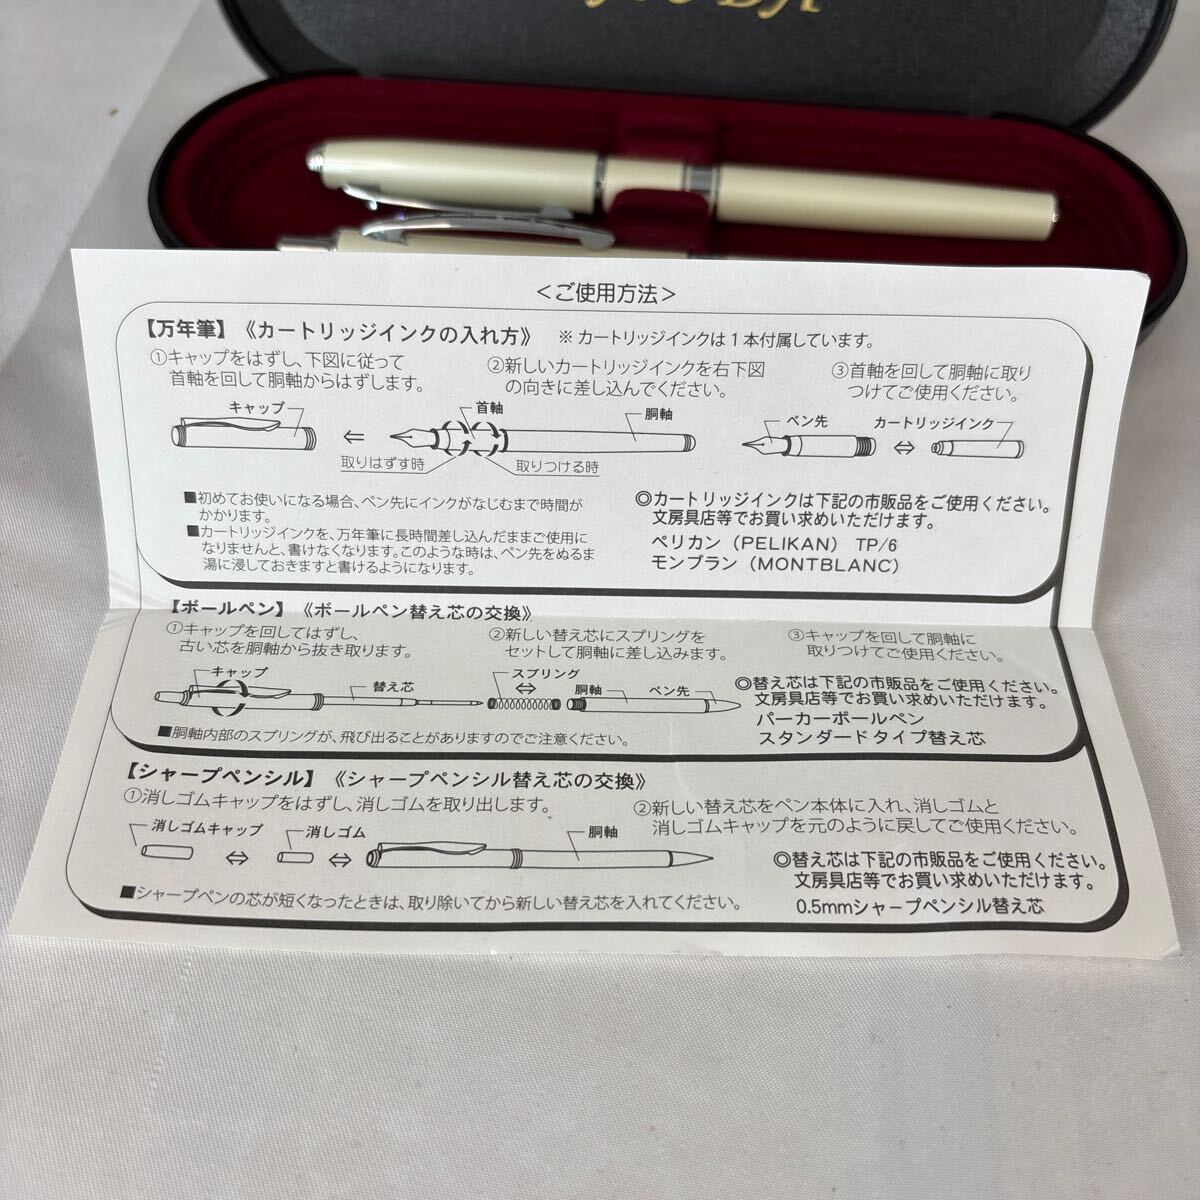 <ご使用方法>
【万年筆】《カートリッジインクの入れ方》 ※ カートリッジインクは1本付属しています。
①キャップをはずし、下図に従って
首軸を回して胴軸からはずします。
②新しいカートリッジインクを右下図
の向きに差し込んでください。
③首軸を回して胴軸に取り
つけてご使用ください。
キャップ
首軸
胴軸
取りはずす時
取りつける時
ペン先
カートリッジインク
■初めてお使いになる場合、ペン先にインクがなじむまで時間が
かかります。
■カートリッジインクを、万年筆に長時間差し込んだままご使用に
なりませんと、書けなくなります。このような時は、ペン先をぬるま
湯に浸しておきますと書けるようになります。
◎カートリッジインクは下記の市販品をご使用ください。
文房具店等でお買い求めいただけます。
ペリカン（PELIKAN） TP/6
モンブラン（MONTBLANC）
【ボールペン】《ボールペン替え芯の交換》
①キャップを回してはずし、
古い芯を胴軸から抜き取ります。
②新しい替え芯にスプリングを
セットして胴軸に差し込みます。
③キャップを回して胴軸に
取りつけてご使用ください。
キャップ
替え芯
スプリング
胴軸
ペン先
■胴軸内部のスプリングが、飛び出ることがありますのでご注意ください。
◎替え芯は下記の市販品をご使用ください。
文房具店等でお買い求めいただけます。
パーカーボールペン
スタンダードタイプ替え芯
【シャープペンシル】《シャープペンシル替え芯の交換》
①消しゴムキャップをはずし、消しゴムを取り出します。
②新しい替え芯をペン本体に入れ、消しゴムと
消しゴムキャップを元のように戻してご使用ください。
消しゴムキャップ
消しゴム
胴軸
■シャープペンの芯が短くなったときは、取り除いてから新しい替え芯を入れてください。
◎替え芯は下記の市販品をご使用ください。
文房具店等でお買い求めいただけます。
0.5mmシャープペンシル替え芯